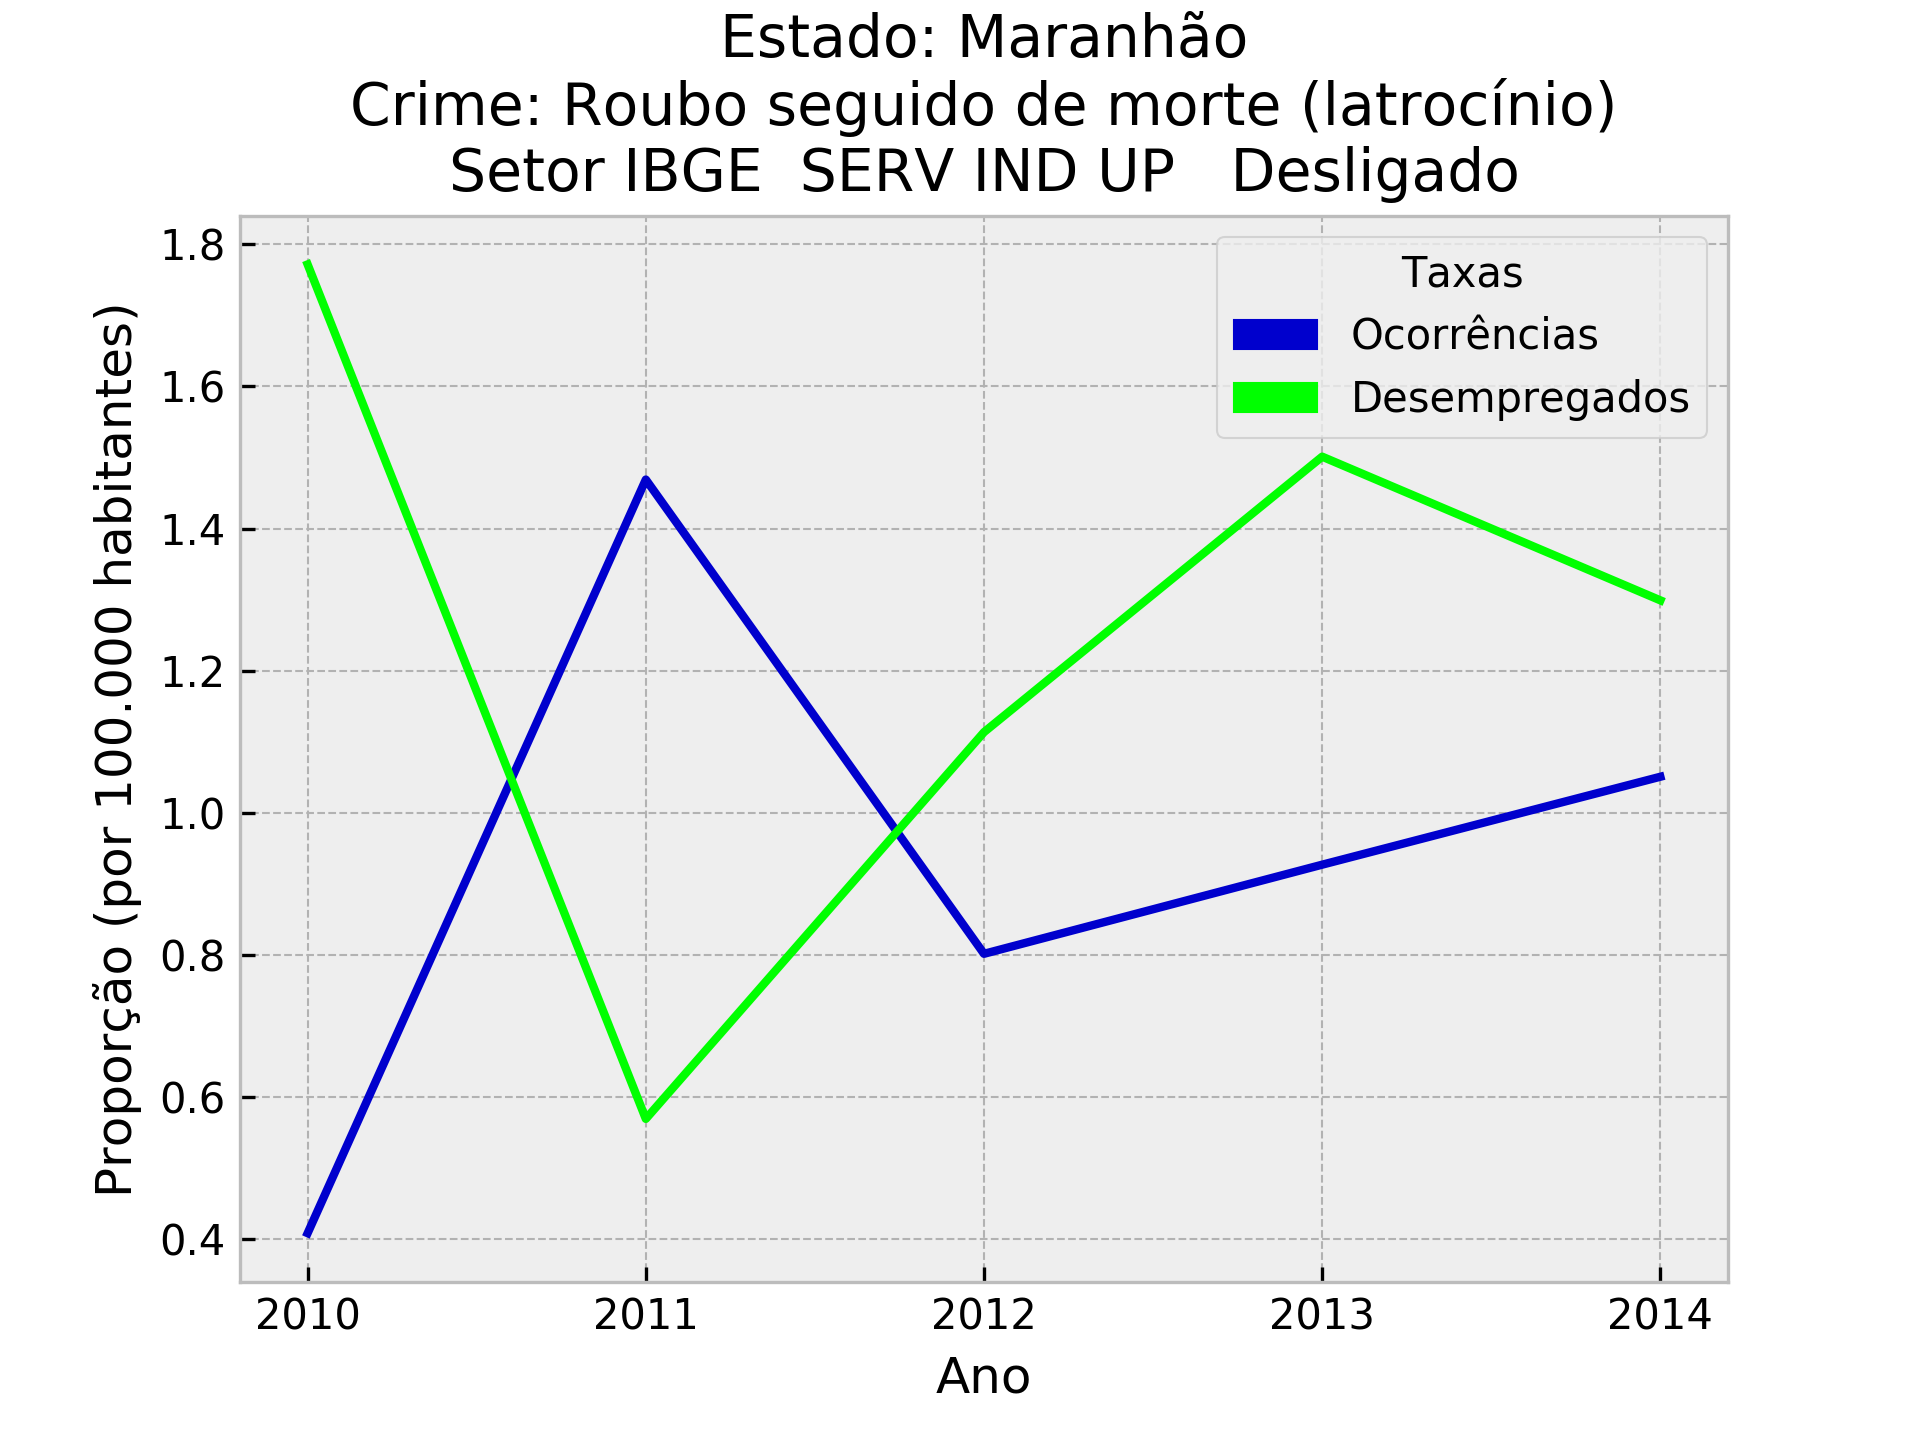 Estado: Maranhão
Crime: Roubo seguido de morte (latrocínio)
Setor IBGE  SERV IND UP   Desligado
Proporção (por 100.000 habitantes)
1.8
1.6
1.4
1.2
1.0
0.8
0.6
0.4
Taxas
Ocorrências
Desempregados
2010 2011 2012 2013 2014
Ano